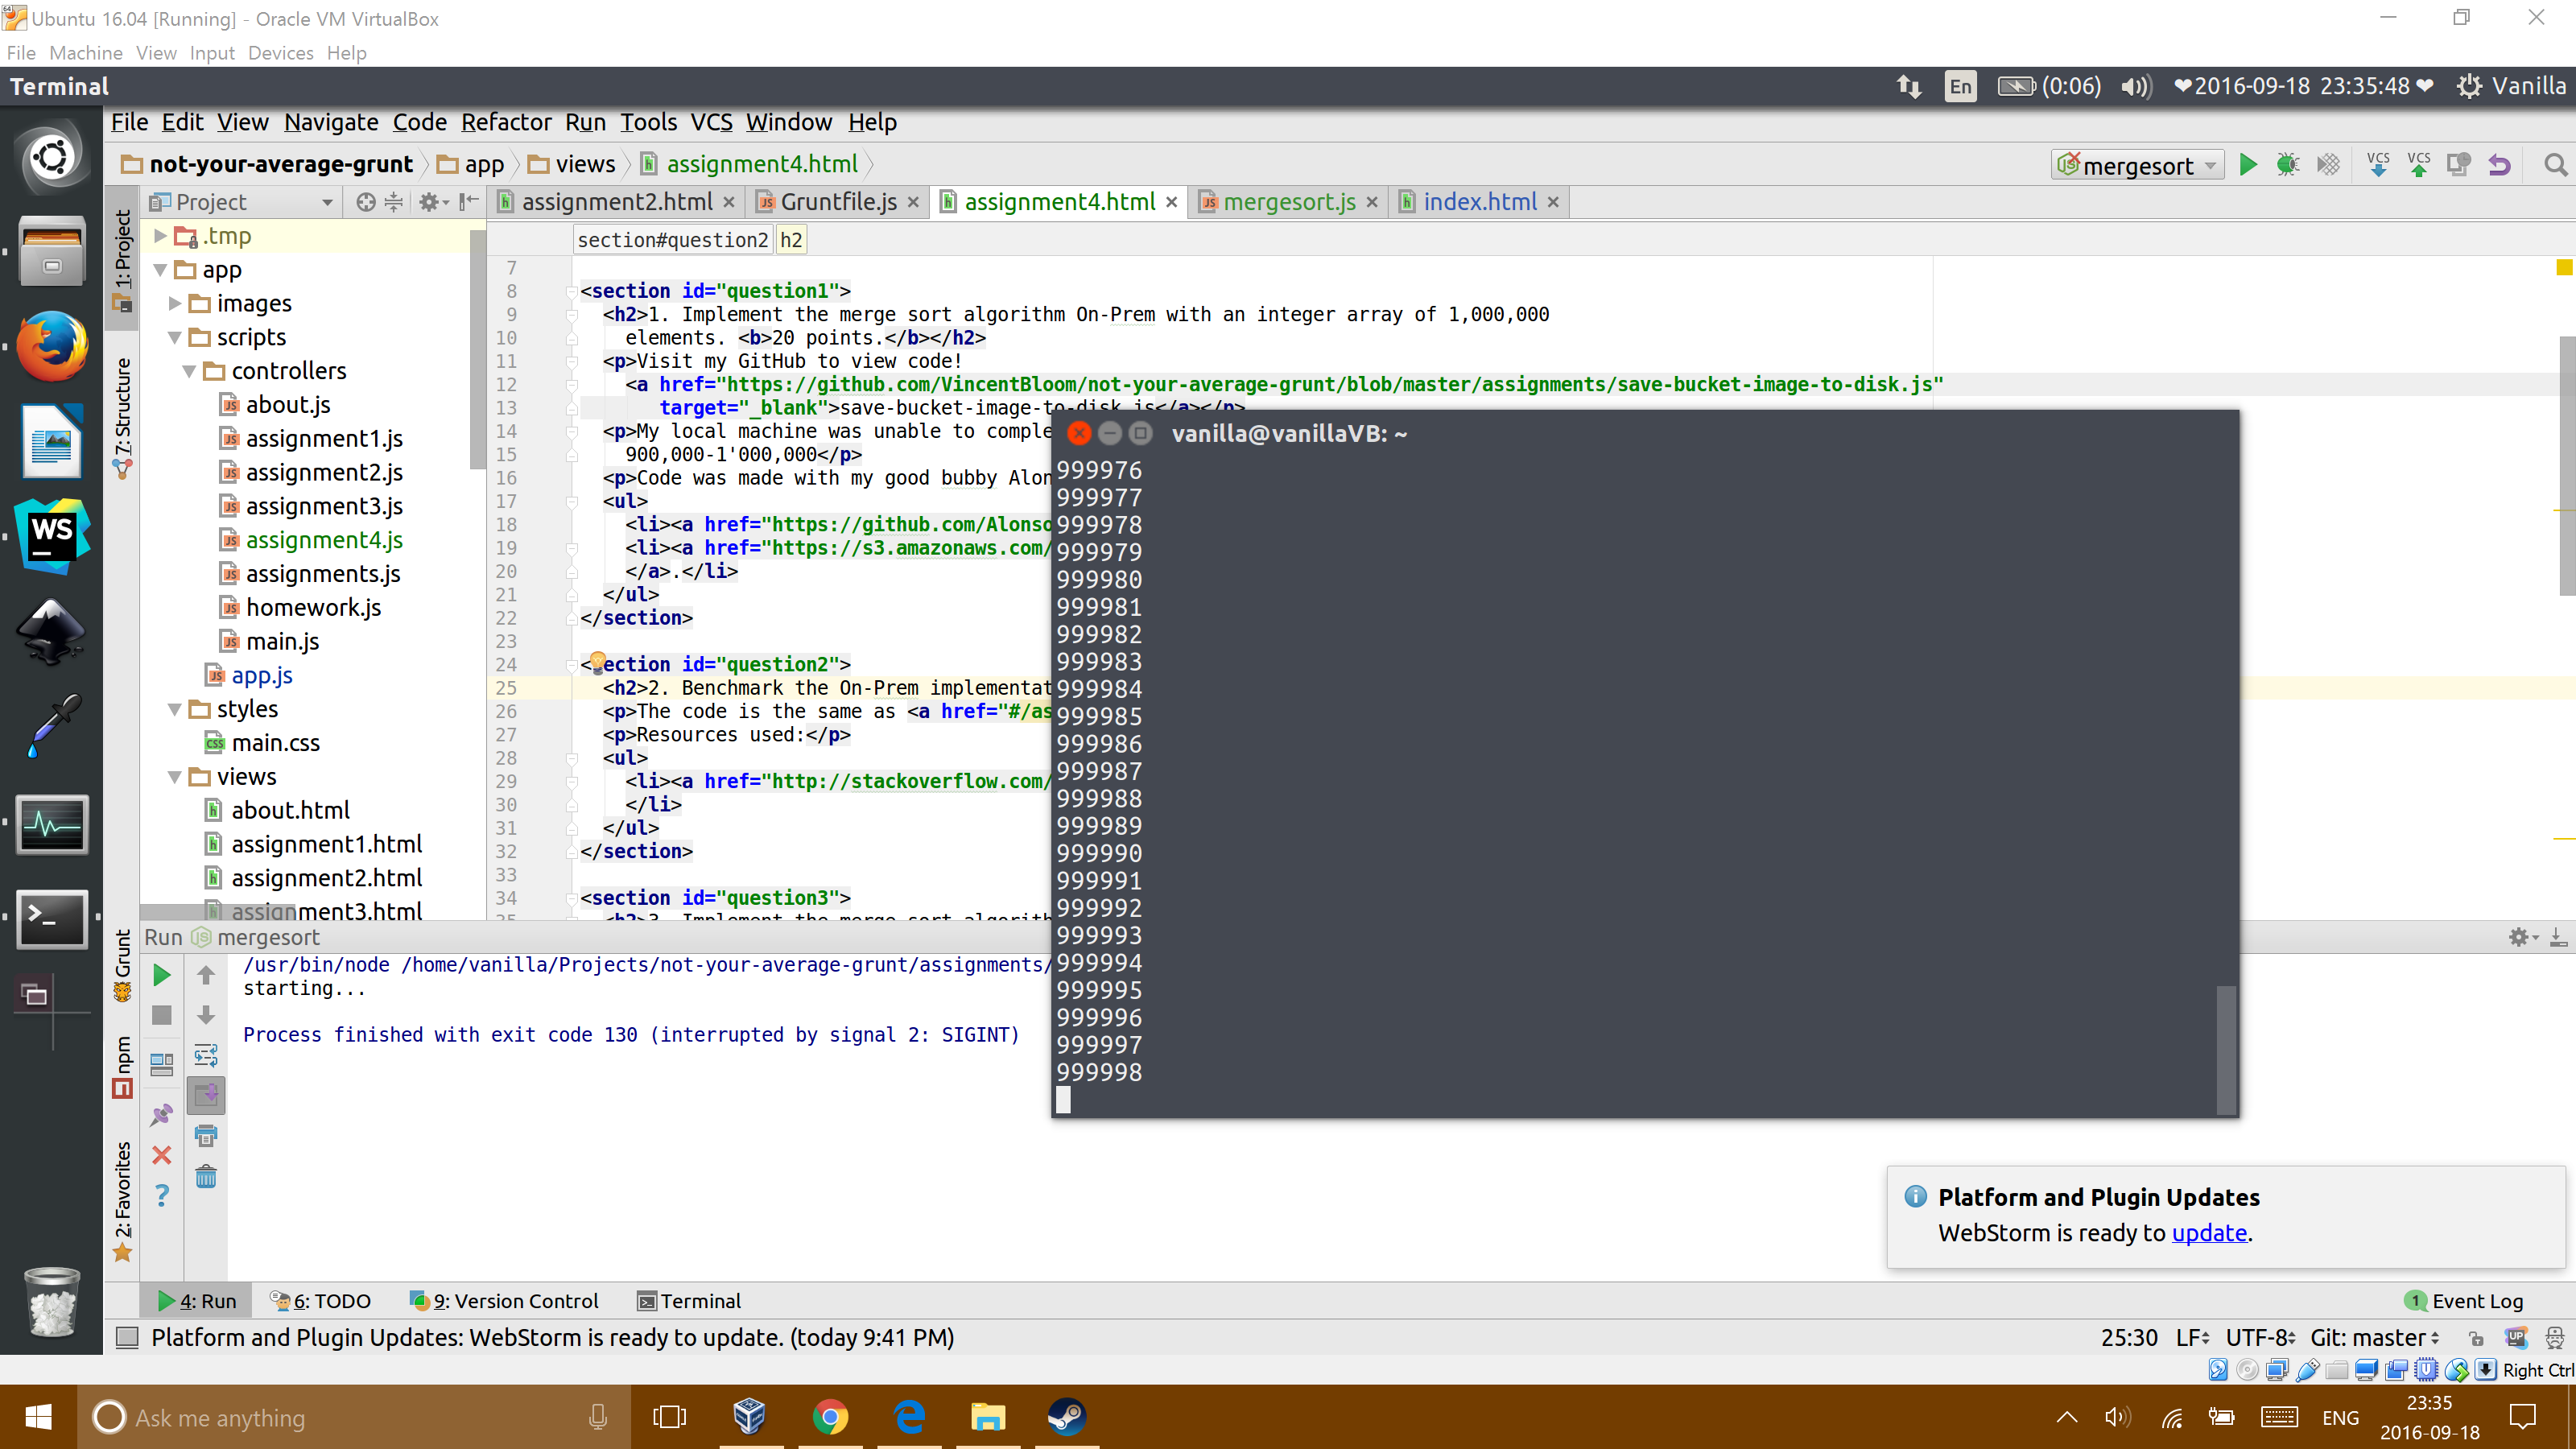 Ubuntu 16.04 [Running] - Oracle VM VirtualBox
File Machine View Input Devices Help
Terminal
En (0:06) ❤2016-09-18 23:35:48❤ Vanilla
File Edit View Navigate Code Refactor Run Tools VCS Window Help
not-your-average-grunt app views assignment4.html
mergesort VCS VCS
Project
assignment2.html Gruntfile.js assignment4.html mergesort.js index.html
section#question2 h2
1: Project
7: Structure
Grunt
npm
2: Favorites
WS
.tmp
app
images
scripts
controllers
about.js
assignment1.js
assignment2.js
assignment3.js
assignment4.js
assignments.js
homework.js
main.js
app.js
styles
main.css
views
about.html
assignment1.html
assignment2.html
assignment3.html
7
8 <section id="question1">
9 <h2>1. Implement the merge sort algorithm On-Prem with an integer array of 1,000,000
10 elements. <b>20 points.</b></h2>
11 <p>Visit my GitHub to view code!
12 <a href="https://github.com/VincentBloom/not-your-average-grunt/blob/master/assignments/save-bucket-image-to-disk.js"
13 target="_blank">save-bucket-image-to-disk.js</a></p>
14 <p>My local machine was unable to comple
15 900,000-1'000,000</p>
16 <p>Code was made with my good bubby Alon
17 <ul>
18 <li><a href="https://github.com/Alonso
19 <li><a href="https://s3.amazonaws.com/
20 </a>.</li>
21 </ul>
22 </section>
23
24 <section id="question2">
25 <h2>2. Benchmark the On-Prem implementat
26 <p>The code is the same as <a href="#/as
27 <p>Resources used:</p>
28 <ul>
29 <li><a href="http://stackoverflow.com/
30 </li>
31 </ul>
32 </section>
33
34 <section id="question3">
35 <h2>3. Implement the merge sort algorith
vanilla@vanillaVB: ~
999976
999977
999978
999979
999980
999981
999982
999983
999984
999985
999986
999987
999988
999989
999990
999991
999992
999993
999994
999995
999996
999997
999998
Run mergesort
/usr/bin/node /home/vanilla/Projects/not-your-average-grunt/assignments/
starting...
Process finished with exit code 130 (interrupted by signal 2: SIGINT)
Platform and Plugin Updates
WebStorm is ready to update.
4: Run 6: TODO 9: Version Control Terminal
1 Event Log
Platform and Plugin Updates: WebStorm is ready to update. (today 9:41 PM)
25:30 LF UTF-8 Git: master
Right Ctrl
Ask me anything
ENG
23:35
2016-09-18